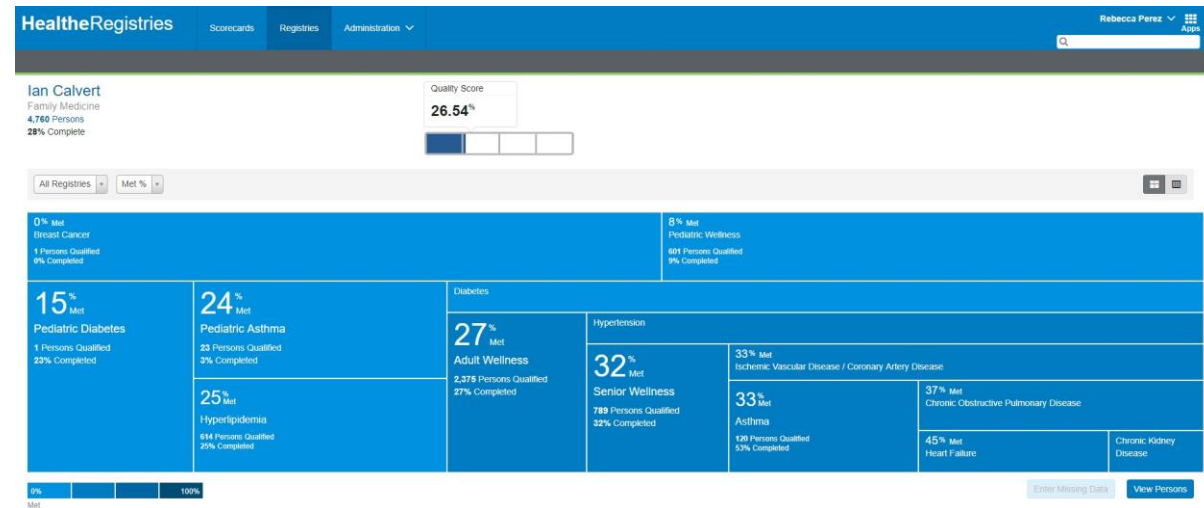 HealtheRegistries
Scorecards
Registries
Administration
Rebecca Perez
Apps
Ian Calvert
Family Medicine
4,760 Persons
28% Complete
Quality Score
26.54%
All Registries
Met %
0% Met
Breast Cancer
1 Persons Qualified
0% Completed
8% Met
Pediatric Wellness
601 Persons Qualified
9% Completed
15% Met
Pediatric Diabetes
1 Persons Qualified
23% Completed
24% Met
Pediatric Asthma
23 Persons Qualified
3% Completed
25% Met
Hyperlipidemia
614 Persons Qualified
25% Completed
Diabetes
27% Met
Adult Wellness
2,375 Persons Qualified
27% Completed
Hypertension
32% Met
Senior Wellness
789 Persons Qualified
32% Completed
33% Met
Ischemic Vascular Disease / Coronary Artery Disease
33% Met
Asthma
120 Persons Qualified
53% Completed
37% Met
Chronic Obstructive Pulmonary Disease
45% Met
Heart Failure
Chronic Kidney
Disease
0%
100%
Met
Enter Missing Data
View Persons